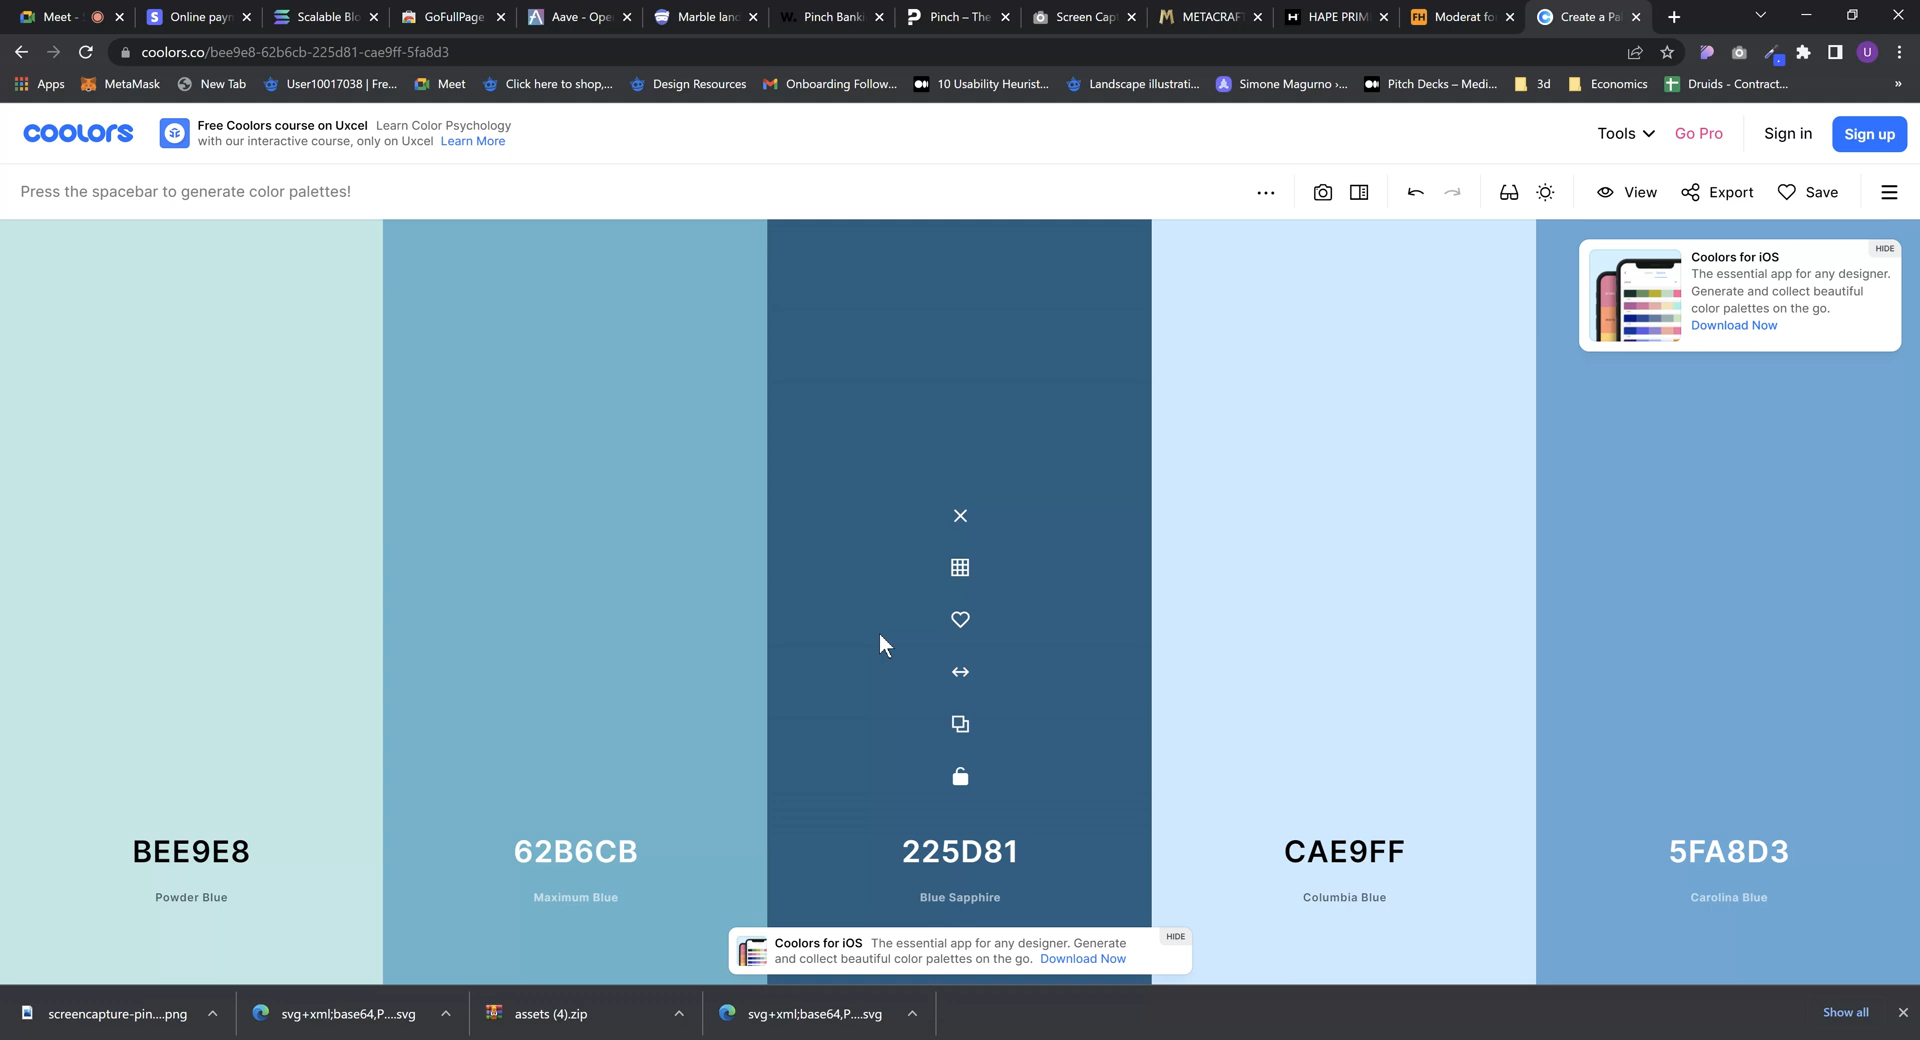 Meet -
Online payn
Scalable Blo
GoFullPage
Aave - Ope
Marble land
Pinch Banki
Pinch – The
Screen Capt
METACRAFT
HAPE PRIM
Moderat fo
Create a Pal
coolors.co/bee9e8-62b6cb-225d81-cae9ff-5fa8d3
U
Apps
MetaMask
New Tab
User10017038 | Fre...
Meet
Click here to shop,...
Design Resources
Onboarding Follow...
10 Usability Heurist...
Landscape illustrati...
Simone Magurno ›...
Pitch Decks – Medi...
3d
Economics
Druids - Contract...
»
coolors
Free Coolors course on Uxcel Learn Color Psychology
with our interactive course, only on Uxcel Learn More
Tools
Go Pro
Sign in
Sign up
Press the spacebar to generate color palettes!
View
Export
Save
HIDE
Coolors for iOS
The essential app for any designer.
Generate and collect beautiful
color palettes on the go.
Download Now
BEE9E8
Powder Blue
62B6CB
Maximum Blue
225D81
Blue Sapphire
CAE9FF
Columbia Blue
5FA8D3
Carolina Blue
Coolors for iOS The essential app for any designer. Generate
and collect beautiful color palettes on the go. Download Now
HIDE
screencapture-pin....png
svg+xml;base64,P....svg
assets (4).zip
svg+xml;base64,P....svg
Show all